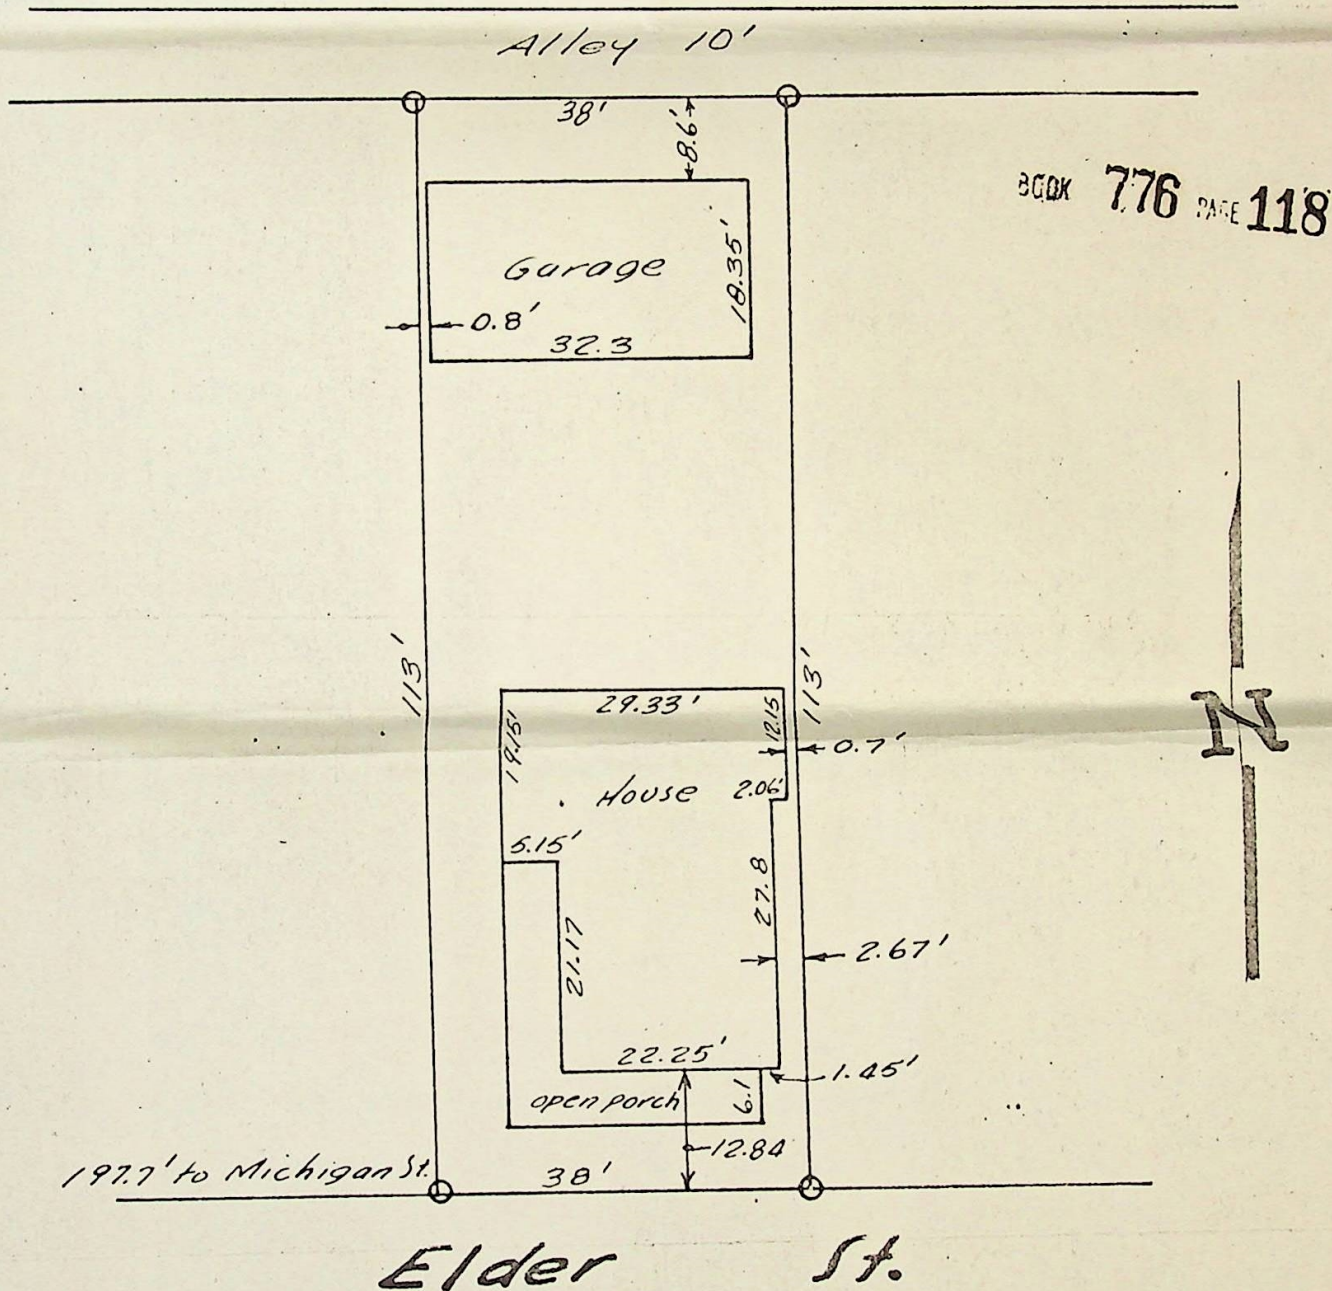 Alley 10'
38'
8.6'
BOOK 776 PAGE 118
Garage
18.35'
0.8'
32.3
113'
113'
29.33'
19.15'
12.15
0.7'
House
2.06'
5.15'
27.8
21.17
2.67'
22.25'
1.45'
open porch
6.1
12.84
197.7' to Michigan St.
38'
Elder St.
N